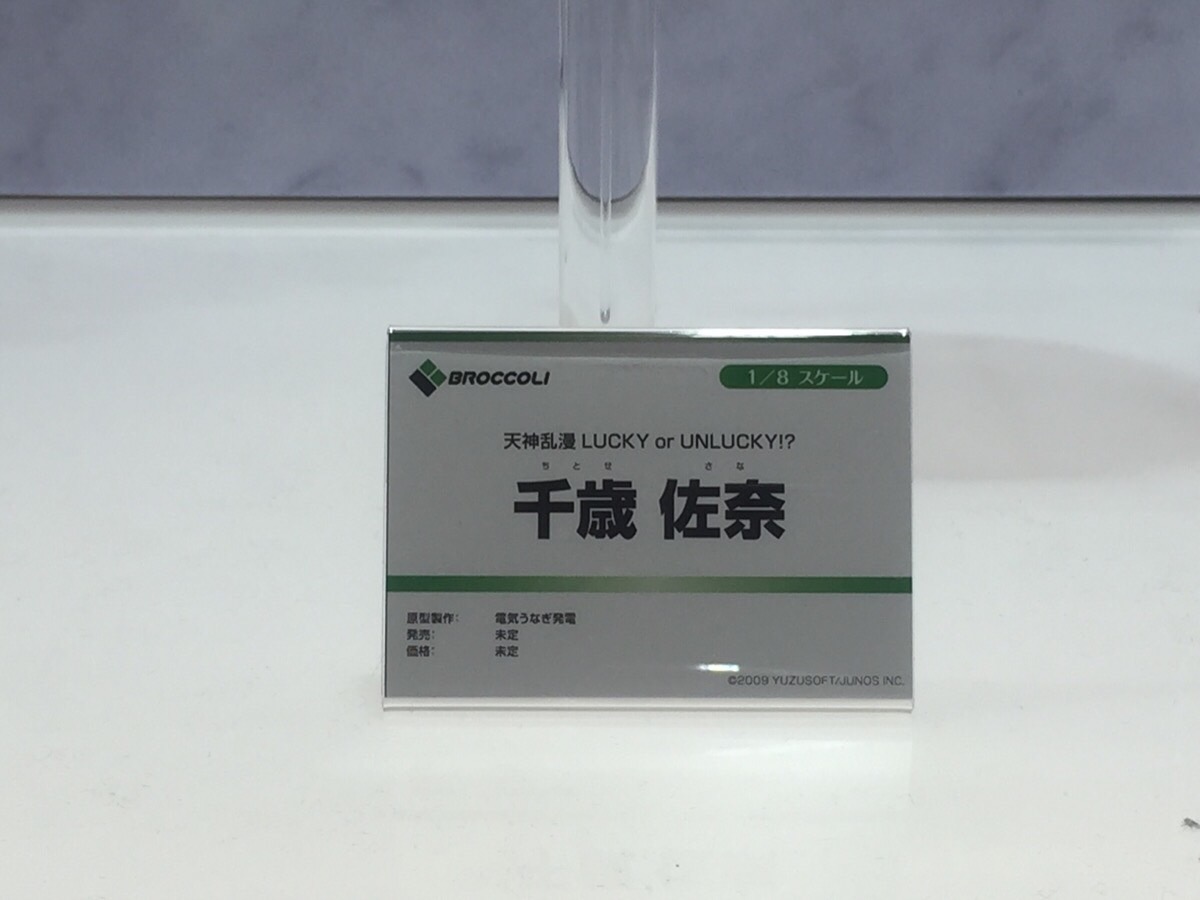 BROCCOLI
1/8 スケール
天神乱漫 LUCKY or UNLUCKY!?
ちとせ さな
千歳 佐奈
原型製作: 電気うなぎ発電
発売: 未定
価格: 未定
©2009 YUZUSOFT/JUNOS INC.